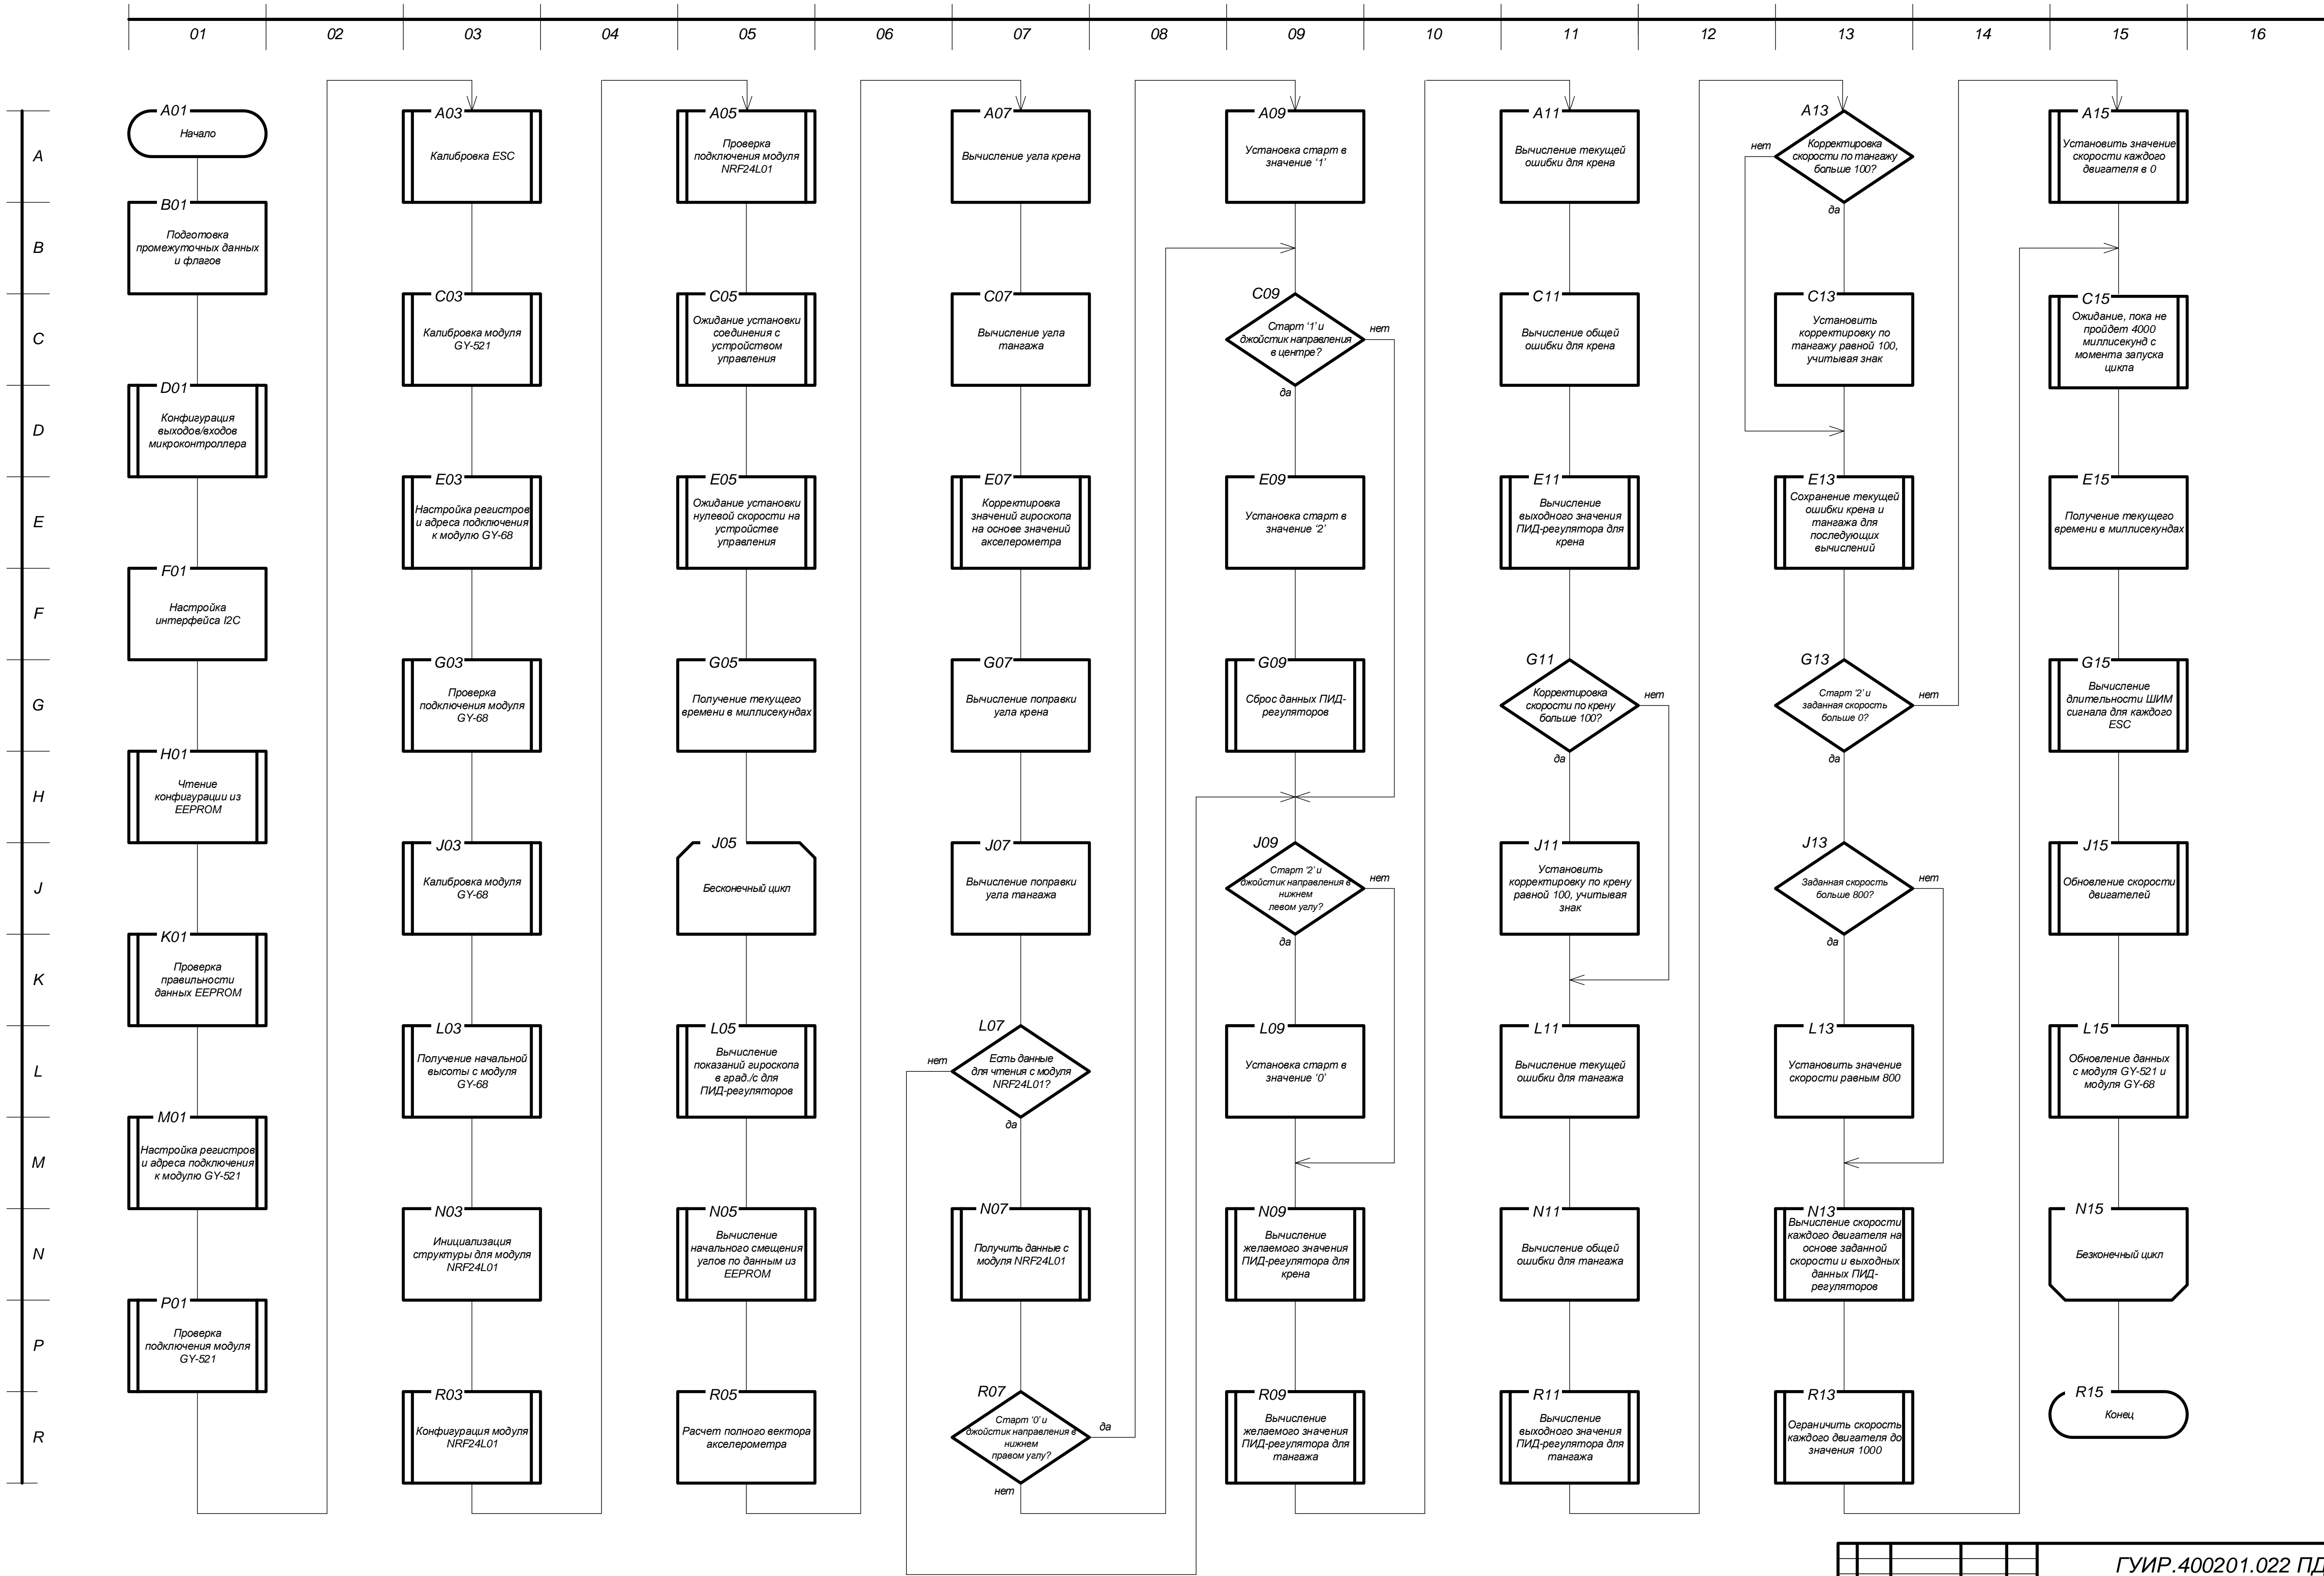 01
02
03
04
05
06
07
08
09
10
11
12
13
14
15
16
A
B
C
D
E
F
G
H
J
K
L
M
N
P
R
A01
Начало
B01
Подготовка
промежуточных данных
и флагов
D01
Конфигурация
выходов/входов
микроконтроллера
F01
Настройка
интерфейса I2C
H01
Чтение
конфигурации из
EEPROM
K01
Проверка
правильности
данных EEPROM
M01
Настройка регистров
и адреса подключения
к модулю GY-521
P01
Проверка
подключения модуля
GY-521
A03
Калибровка ESC
C03
Калибровка модуля
GY-521
E03
Настройка регистров
и адреса подключения
к модулю GY-68
G03
Проверка
подключения модуля
GY-68
J03
Калибровка модуля
GY-68
L03
Получение начальной
высоты с модуля
GY-68
N03
Инициализация
структуры для модуля
NRF24L01
R03
Конфигурация модуля
NRF24L01
A05
Проверка
подключения модуля
NRF24L01
C05
Ожидание установки
соединения с
устройством
управления
E05
Ожидание установки
нулевой скорости на
устройстве
управления
G05
Получение текущего
времени в миллисекундах
J05
Бесконечный цикл
L05
Вычисление
показаний гироскопа
в град./с для
ПИД-регуляторов
N05
Вычисление
начального смещения
углов по данным из
EEPROM
R05
Расчет полного вектора
акселерометра
A07
Вычисление угла крена
C07
Вычисление угла
тангажа
E07
Корректировка
значений гироскопа
на основе значений
акселерометра
G07
Вычисление поправки
угла крена
J07
Вычисление поправки
угла тангажа
L07
нет
Есть данные
для чтения с модуля
NRF24L01?
да
N07
Получить данные с
модуля NRF24L01
R07
Старт ‘0’ и
джойстик направления в
нижнем
правом углу?
да
нет
A09
Установка старт в
значение ‘1’
C09
Старт ‘1’ и
джойстик направления
в центре?
нет
да
E09
Установка старт в
значение ‘2’
G09
Сброс данных ПИД-
регуляторов
J09
Старт ‘2’ и
джойстик направления в
нижнем
левом углу?
нет
да
L09
Установка старт в
значение ‘0’
N09
Вычисление
желаемого значения
ПИД-регулятора для
крена
R09
Вычисление
желаемого значения
ПИД-регулятора для
тангажа
A11
Вычисление текущей
ошибки для крена
C11
Вычисление общей
ошибки для крена
E11
Вычисление
выходного значения
ПИД-регулятора для
крена
G11
Корректировка
скорости по крену
больше 100?
нет
да
J11
Установить
корректировку по крену
равной 100, учитывая
знак
L11
Вычисление текущей
ошибки для тангажа
N11
Вычисление общей
ошибки для тангажа
R11
Вычисление
выходного значения
ПИД-регулятора для
тангажа
A13
нет
Корректировка
скорости по тангажу
больше 100?
да
C13
Установить
корректировку по
тангажу равной 100,
учитывая знак
E13
Сохранение текущей
ошибки крена и
тангажа для
последующих
вычислений
G13
Старт ‘2’ и
заданная скорость
больше 0?
нет
да
J13
Заданная скорость
больше 800?
нет
да
L13
Установить значение
скорости равным 800
N13
Вычисление скорости
каждого двигателя на
основе заданной
скорости и выходных
данных ПИД-
регуляторов
R13
Ограничить скорость
каждого двигателя до
значения 1000
A15
Установить значение
скорости каждого
двигателя в 0
C15
Ожидание, пока не
пройдет 4000
миллисекунд с
момента запуска
цикла
E15
Получение текущего
времени в миллисекундах
G15
Вычисление
длительности ШИМ
сигнала для каждого
ESC
J15
Обновление скорости
двигателей
L15
Обновление данных
с модуля GY-521 и
модуля GY-68
N15
Безконечный цикл
R15
Конец
ГУИР.400201.022 ПД